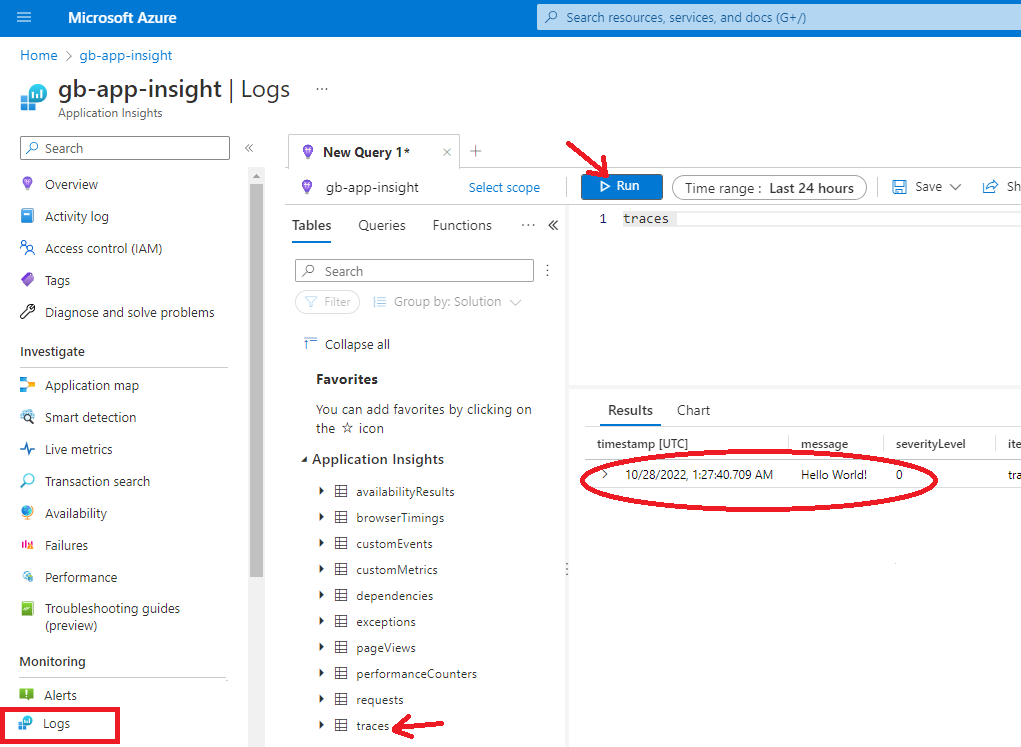 Microsoft Azure
Search resources, services, and docs (G+/)
Home > gb-app-insight
gb-app-insight | Logs ...
Application Insights
Search
«
Overview
Activity log
Access control (IAM)
Tags
Diagnose and solve problems
Investigate
Application map
Smart detection
Live metrics
Transaction search
Availability
Failures
Performance
Troubleshooting guides
(preview)
Monitoring
Alerts
Logs
New Query 1* × +
gb-app-insight Select scope
Run Time range : Last 24 hours Save Sh
Tables Queries Functions ... «
Search
Filter Group by: Solution
Collapse all
Favorites
You can add favorites by clicking on
the ☆ icon
Application Insights
availabilityResults
browserTimings
customEvents
customMetrics
dependencies
exceptions
pageViews
performanceCounters
requests
traces
1 traces
Results Chart
timestamp [UTC] message severityLevel ite
10/28/2022, 1:27:40.709 AM Hello World! 0 tra